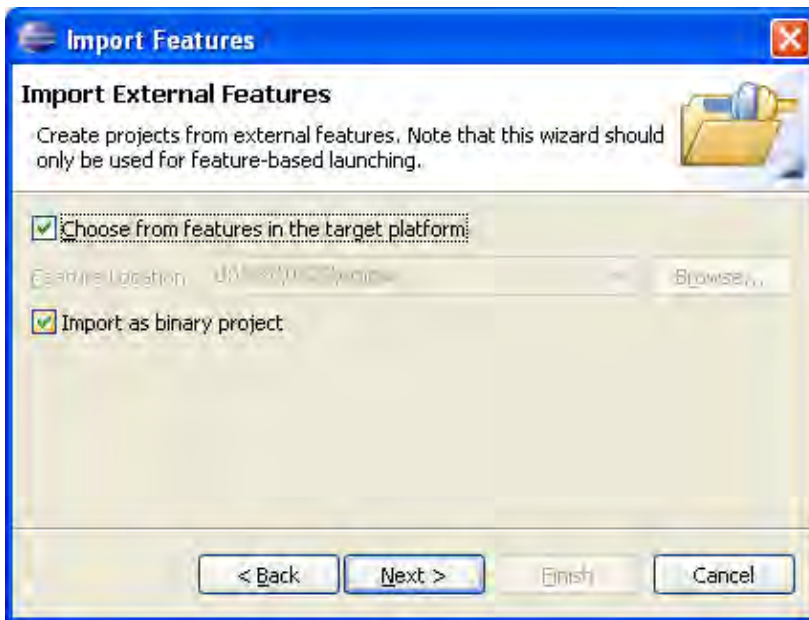 Import Features
Import External Features
Create projects from external features. Note that this wizard should
only be used for feature-based launching.
Choose from features in the target platform
Feature Location:
Browse...
Import as binary project
< Back
Next >
Finish
Cancel